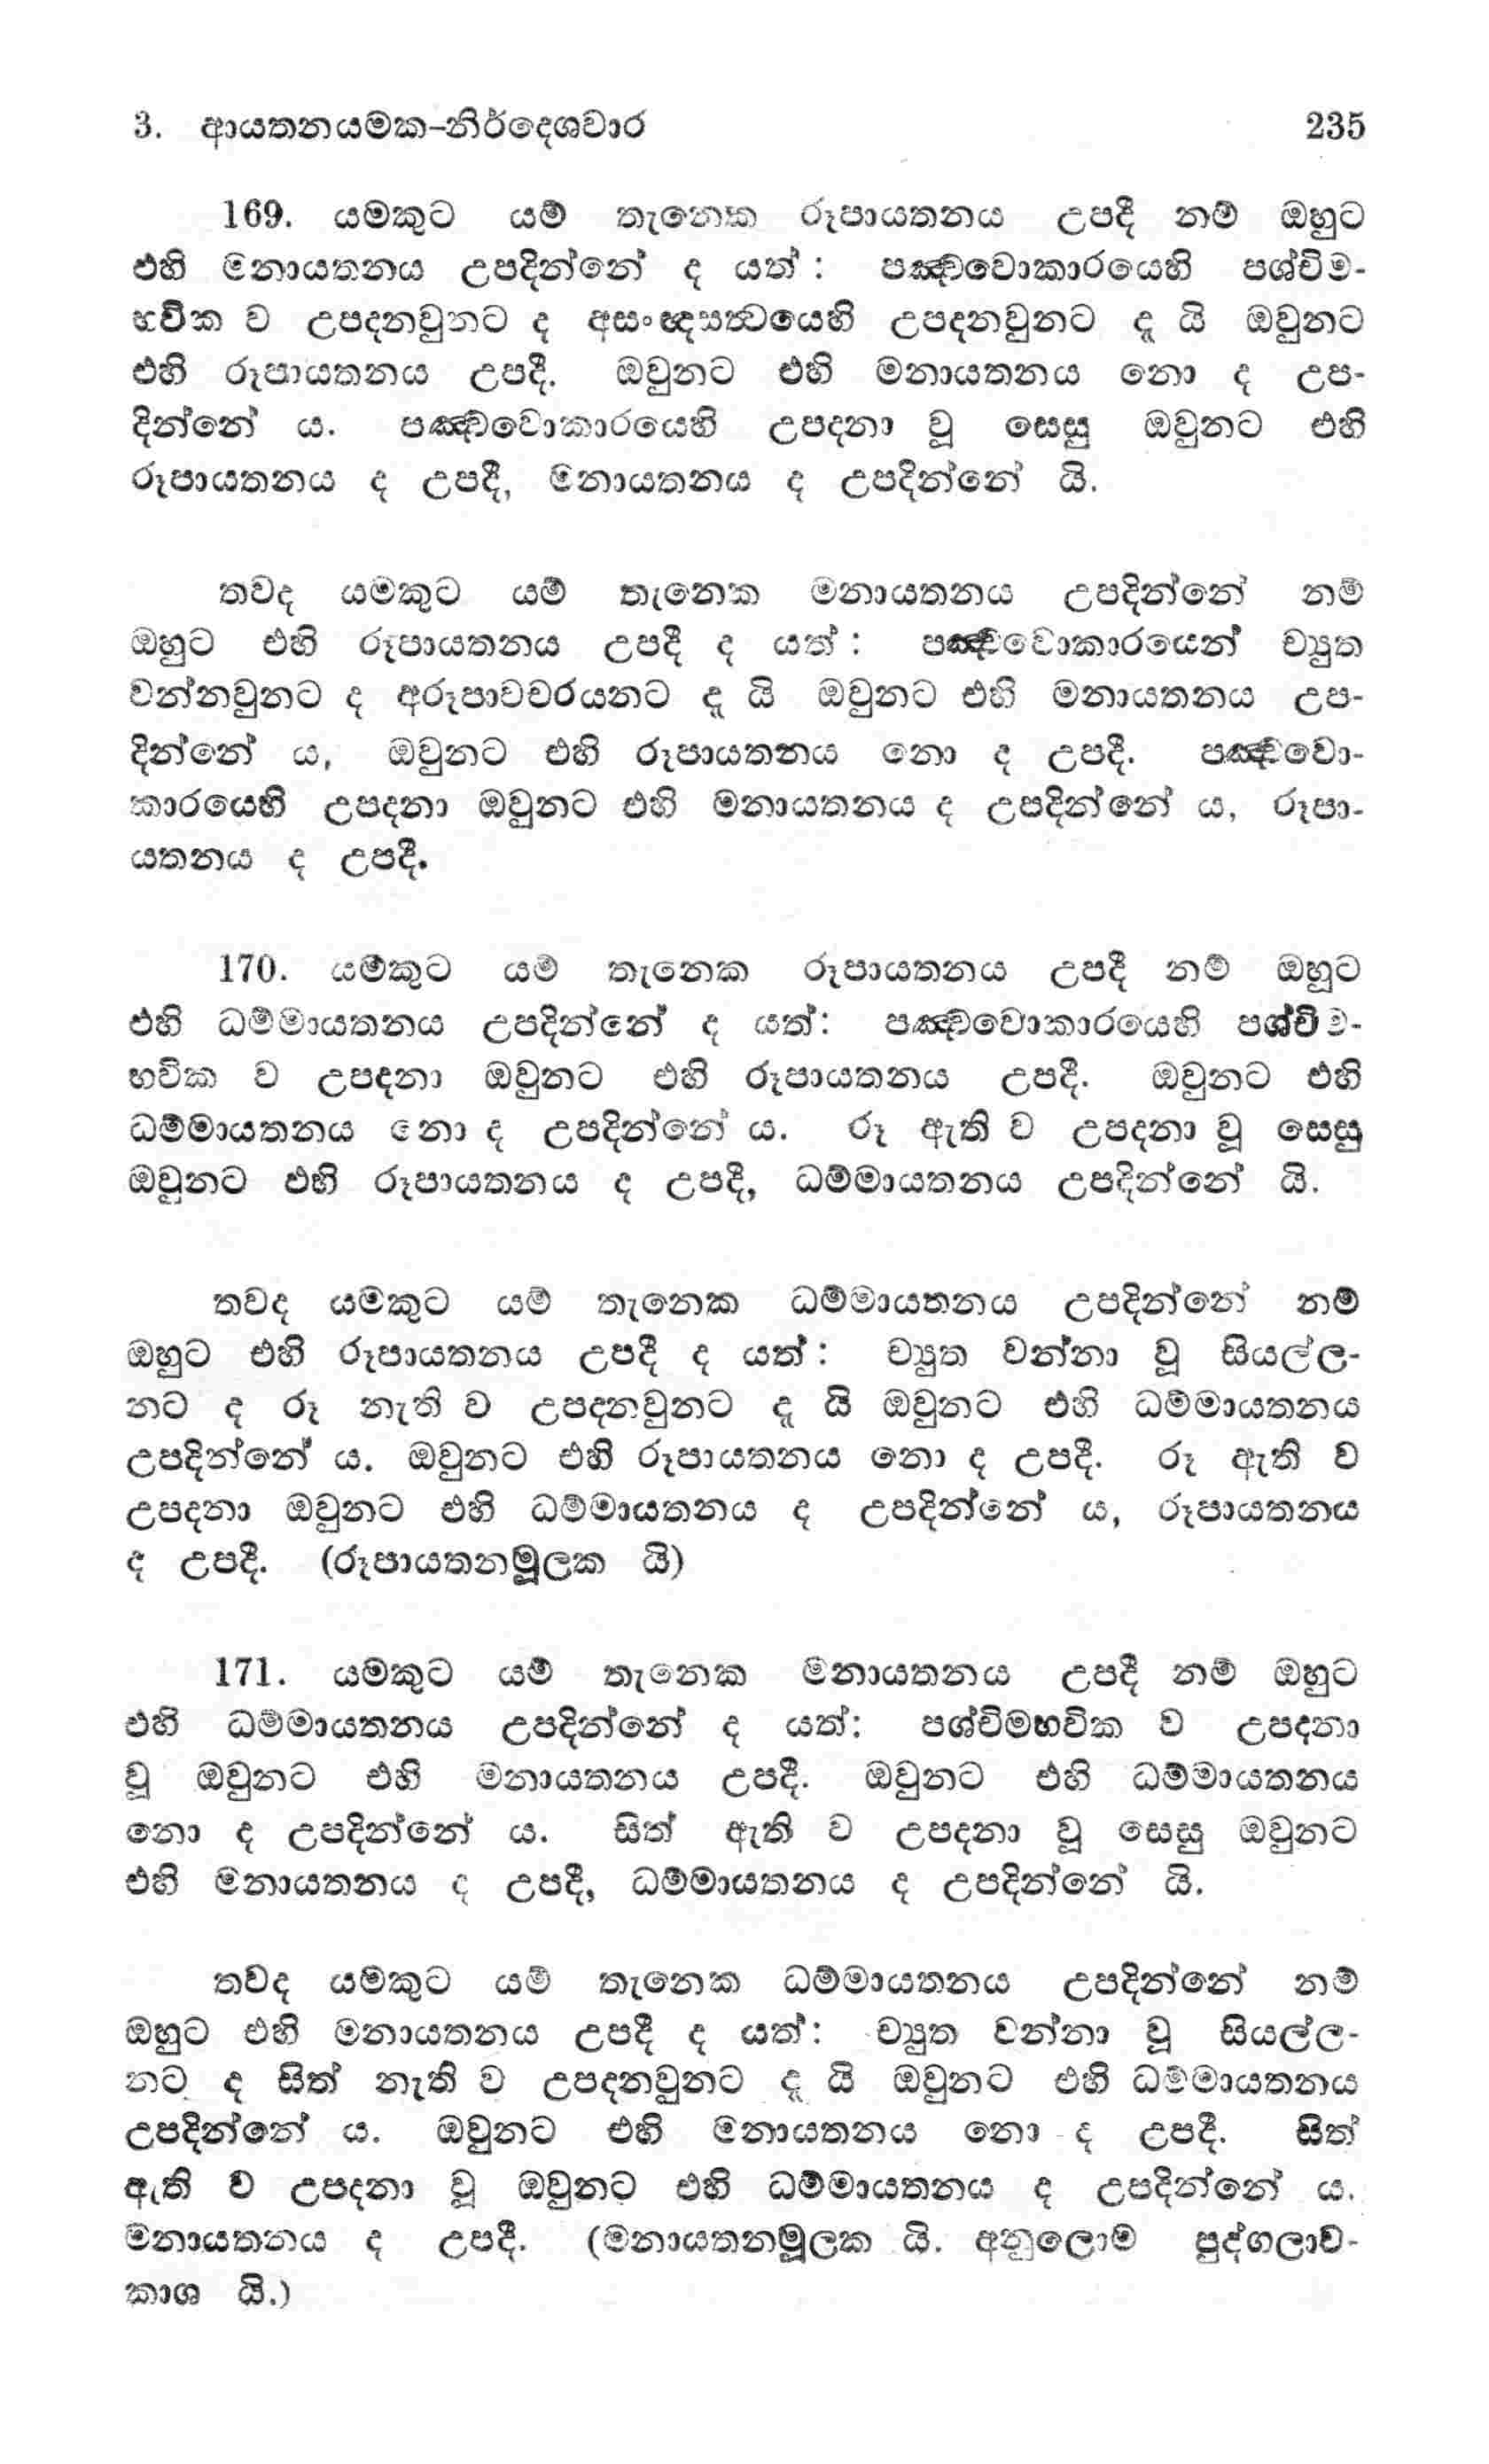 3. ආයතනයමක-නිර්දෙශවාර 235
169. යමකුට යම් තැනෙක රූපායතනය උපදී නම් ඔහුට
එහි මනායතනය උපදින්නේ ද යත් : පඤ්චවොකාරයෙහි පශ්චිම-
භවික ව උපදනවුනට ද අසංඥසත්වයෙහි උපදනවුනට දැ යි ඔවුනට
එහි රූපායතනය උපදී. ඔවුනට එහි මනායතනය නො ද උප-
දින්නේ ය. පඤ්චවොකාරයෙහි උපදනා වූ සෙසු ඔවුනට එහි
රූපායතනය ද උපදී, මනායතනය ද උපදින්නේ යි.
තවද යමකුට යම් තැනෙක මනායතනය උපදින්නේ නම්
ඔහුට එහි රූපායතනය උපදී ද යත් : පඤ්චවොකාරයෙන් ච්‍යුත
වන්නවුනට ද අරූපාවචරයනට දැ යි ඔවුනට එහි මනායතනය උප-
දින්නේ ය, ඔවුනට එහි රූපායතනය නො ද උපදී. පඤ්චවො-
කාරයෙහි උපදනා ඔවුනට එහි මනායතනය ද උපදින්නේ ය, රූපා-
යතනය ද උපදී.
170. යමකුට යම් තැනෙක රූපායතනය උපදී නම් ඔහුට
එහි ධම්මායතනය උපදින්නේ ද යත්: පඤ්චවොකාරයෙහි පශ්චිම-
භවික ව උපදනා ඔවුනට එහි රූපායතනය උපදී. ඔවුනට එහි
ධම්මායතනය නො ද උපදින්නේ ය. රූ ඇති ව උපදනා වූ සෙසු
ඔවුනට එහි රූපායතනය ද උපදී, ධම්මායතනය උපදින්නේ යි.
තවද යමකුට යම් තැනෙක ධම්මායතනය උපදින්නේ නම්
ඔහුට එහි රූපායතනය උපදී ද යත් : ච්‍යුත වන්නා වූ සියල්ල-
නට ද රූ නැති ව උපදනවුනට දැ යි ඔවුනට එහි ධම්මායතනය
උපදින්නේ ය. ඔවුනට එහි රූපායතනය නො ද උපදී. රූ ඇති ව
උපදනා ඔවුනට එහි ධම්මායතනය ද උපදින්නේ ය, රූපායතනය
ද උපදී. (රූපායතනමූලක යි)
171. යමකුට යම් තැනෙක මනායතනය උපදී නම් ඔහුට
එහි ධම්මායතනය උපදින්නේ ද යත්: පශ්චිමභවික ව උපදනා
වූ ඔවුනට එහි මනායතනය උපදී. ඔවුනට එහි ධම්මායතනය
නො ද උපදින්නේ ය. සිත් ඇති ව උපදනා වූ සෙසු ඔවුනට
එහි මනායතනය ද උපදී, ධම්මායතනය ද උපදින්නේ යි.
තවද යමකුට යම් තැනෙක ධම්මායතනය උපදින්නේ නම්
ඔහුට එහි මනායතනය උපදී ද යත්: ච්‍යුත වන්නා වූ සියල්ල-
නට ද සිත් නැති ව උපදනවුනට දැ යි ඔවුනට එහි ධම්මායතනය
උපදින්නේ ය. ඔවුනට එහි මනායතනය නො ද උපදී. සිත්
ඇති ව උපදනා වූ ඔවුනට එහි ධම්මායතනය ද උපදින්නේ ය.
මනායතනය ද උපදී. (මනායතනමූලක යි. අනුලොම පුද්ගලාව-
කාශ යි.)